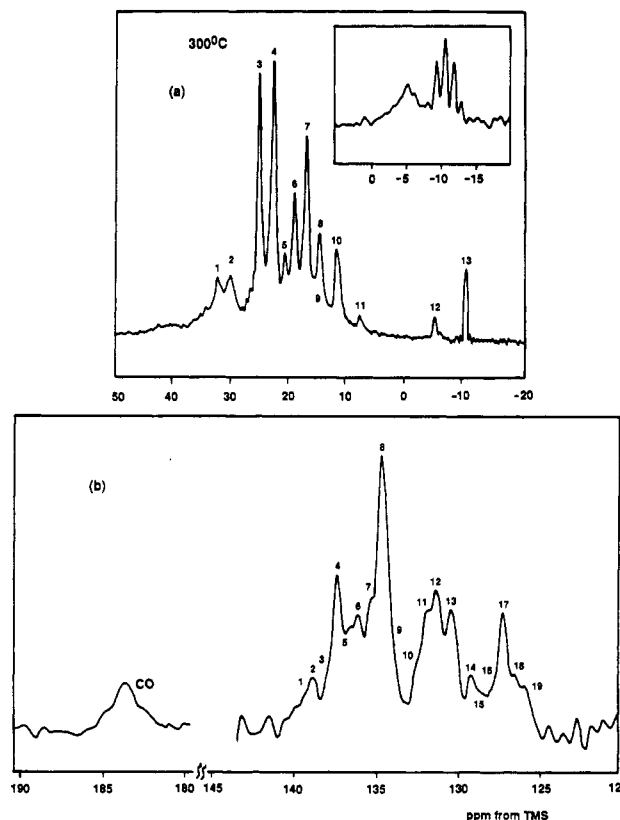 300⁰C
(a)
1 2 3 4 5 6 7 8 9 10 11 12 13
0 -5 -10 -15
50 40 30 20 10 0 -10 -20
(b)
CO
1 2 3 4 5 6 7 8 9 10 11 12 13 14 15 16 17 18 19
190 185 180 145 140 135 130 125 12
ppm from TMS